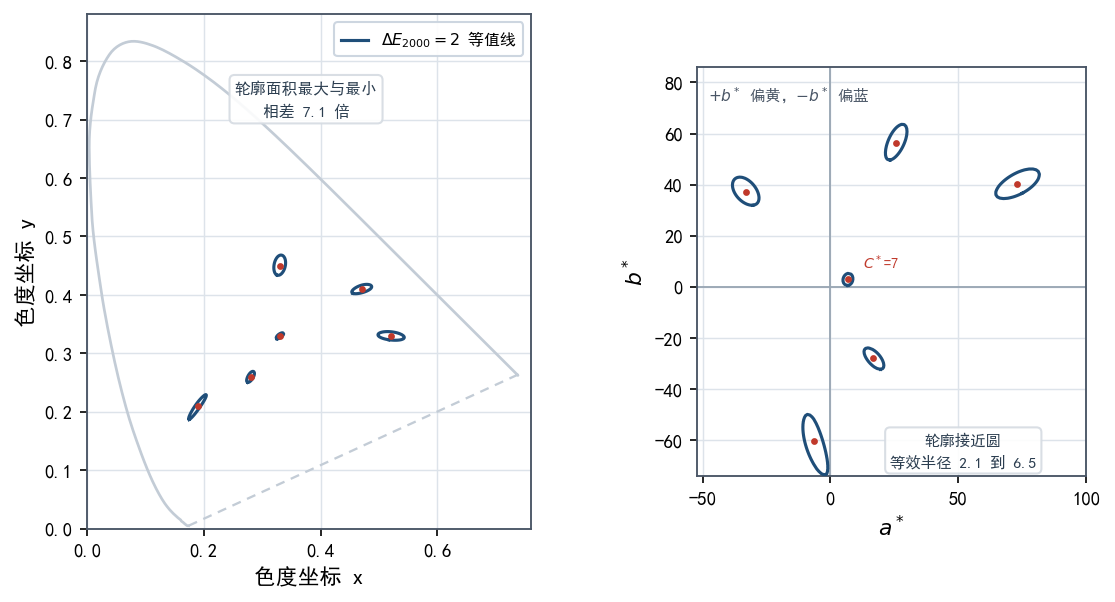 ΔE₂₀₀₀ = 2 等值线
轮廓面积最大与最小
相差 7.1 倍
0.8
0.7
0.6
0.5
0.4
0.3
0.2
0.1
0.0
0.0
0.2
0.4
0.6
色度坐标 y
色度坐标 x
+b* 偏黄, −b* 偏蓝
C*=7
轮廓接近圆
等效半径 2.1 到 6.5
80
60
40
20
0
−20
−40
−60
−50
0
50
100
b*
a*